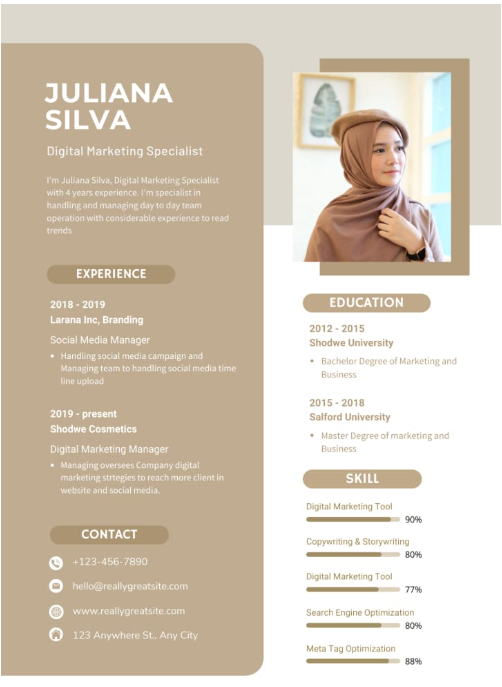 JULIANA
SILVA
Digital Marketing Specialist
I'm Juliana Silva, Digital Marketing Specialist
with 4 years experience. I'm specialist in
handling and managing day to day team
operation with considerable experience to read
trends
EXPERIENCE
2018 - 2019
Larana Inc, Branding
Social Media Manager
• Handling social media campaign and
Managing team to handling social media time
line upload
2019 - present
Shodwe Cosmetics
Digital Marketing Manager
• Managing oversees Company digital
marketing strtegies to reach more client in
website and social media.
CONTACT
+123-456-7890
hello@reallygreatsite.com
www.reallygreatsite.com
123 Anywhere St., Any City
EDUCATION
2012 - 2015
Shodwe University
• Bachelor Degree of Marketing and
Business
2015 - 2018
Salford University
• Master Degree of marketing and
Business
SKILL
Digital Marketing Tool
90%
Copywriting & Storywriting
80%
Digital Marketing Tool
77%
Search Engine Optimization
80%
Meta Tag Optimization
88%